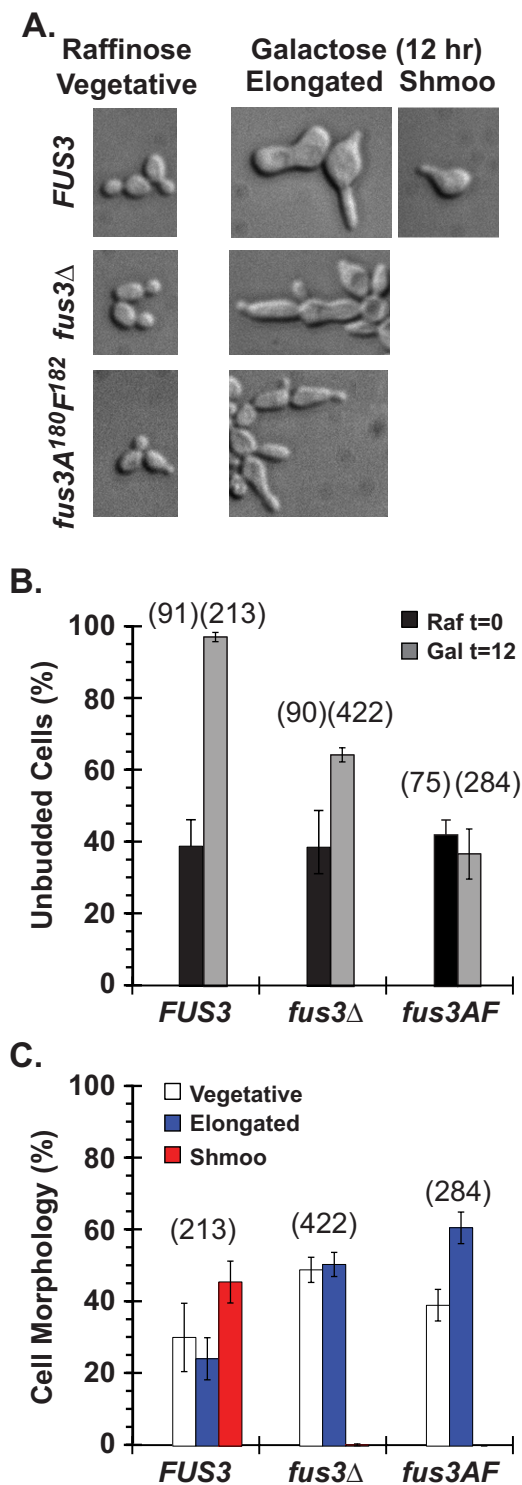 A.
Raffinose Galactose (12 hr)
Vegetative Elongated Shmoo
FUS3
fus3Δ
fus3A¹⁸⁰F¹⁸²
B.
(91)(213)
Raf t=0
Gal t=12
(90)(422)
(75)(284)
100
80
60
40
20
0
Unbudded Cells (%)
FUS3 fus3Δ fus3AF
C.
Vegetative
Elongated
Shmoo
(213) (422) (284)
100
80
60
40
20
0
Cell Morphology (%)
FUS3 fus3Δ fus3AF